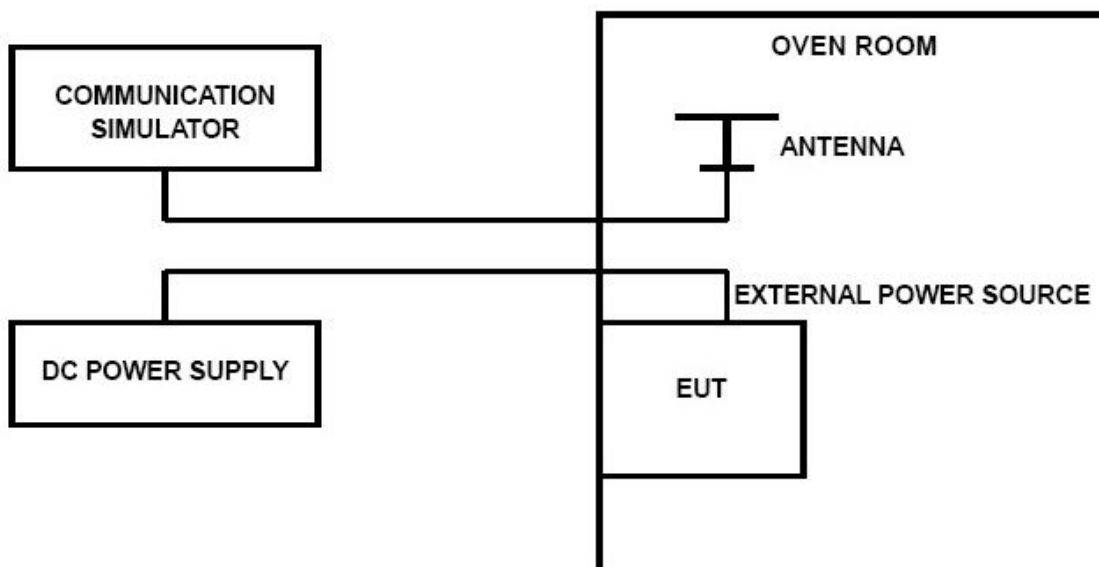 COMMUNICATION
SIMULATOR
OVEN ROOM
ANTENNA
EXTERNAL POWER SOURCE
DC POWER SUPPLY
EUT